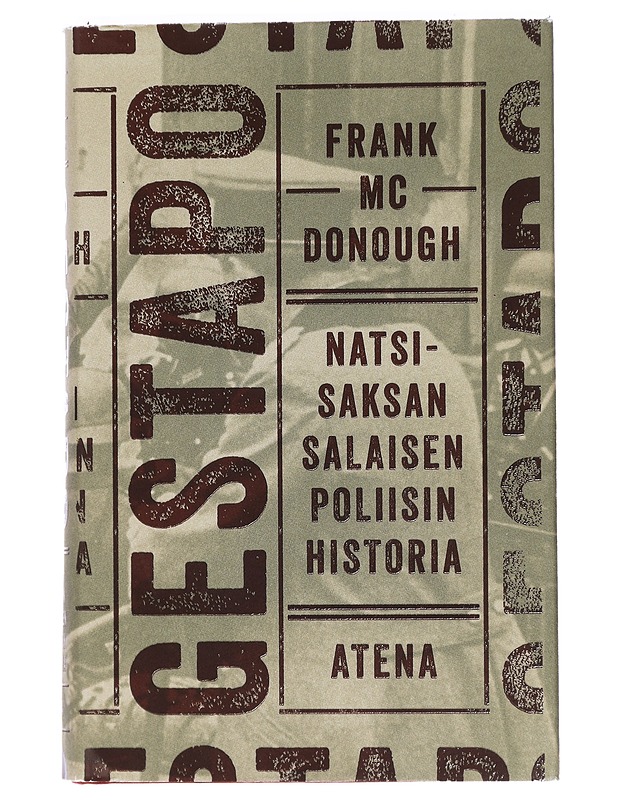 GESTAPO
FRANK
MC
DONOUGH
NATSI-
SAKSAN
SALAISEN
POLIISIN
HISTORIA
ATENA